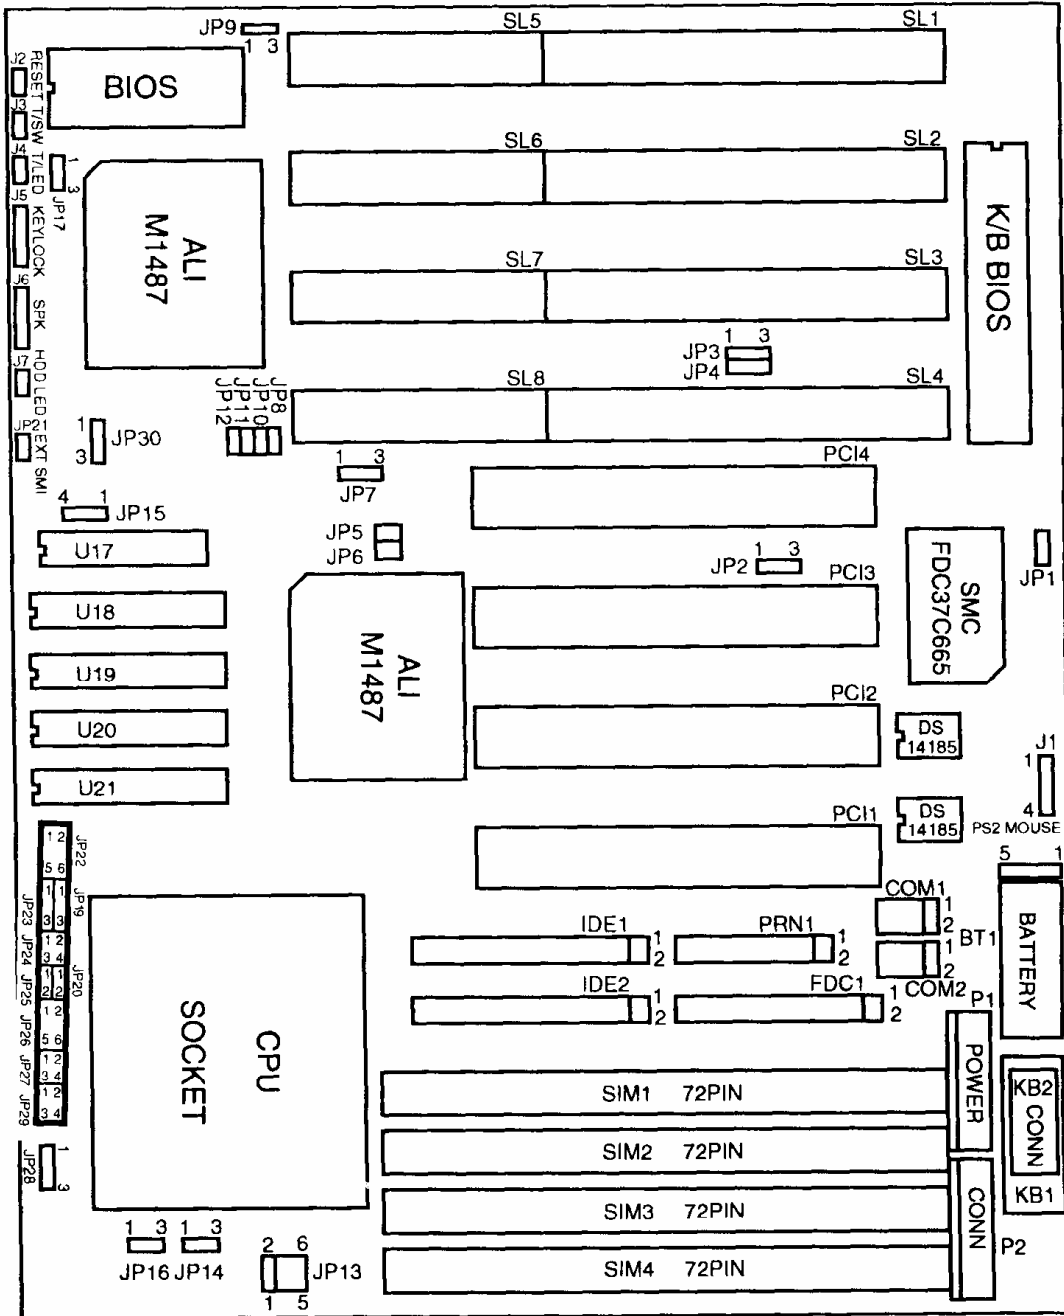 JP9
1 3
SL5
SL1
J2
RESET
BIOS
J3
T/SW
SL6
SL2
J4
T/LED
1
3
JP17
J5
KEYLOCK
ALI
M1487
K/B BIOS
SL7
SL3
J6
SPK
1 3
JP3
JP4
J7
HDD LED
JP12
JP11
JP10
JP8
SL8
SL4
JP21
EXT SMI
1
3
JP30
1 3
JP7
PCI4
4 1
JP15
U17
JP5
JP6
1 3
JP2
PCI3
SMC
FDC37C665
JP1
U18
ALI
M1487
U19
PCI2
U20
DS
14185
J1
1
4
U21
DS
14185
PS2 MOUSE
PCI1
5 1
1 2
5 6
JP22
1 1
3 3
JP23
JP19
COM1
1
2
BT1
BATTERY
1 2
3 4
JP24
IDE1
1
2
PRN1
1
2
1 1
2 2
JP25
JP20
COM2
1
2
IDE2
1
2
FDC1
1
2
P1
1 2
5 6
JP26
CPU
SOCKET
POWER
1 2
3 4
JP27
SIM1 72PIN
KB2
CONN
1 2
3 4
JP29
SIM2 72PIN
1
3
JP28
SIM3 72PIN
CONN
KB1
1 3
JP16
1 3
JP14
2 6
1 5
JP13
SIM4 72PIN
P2